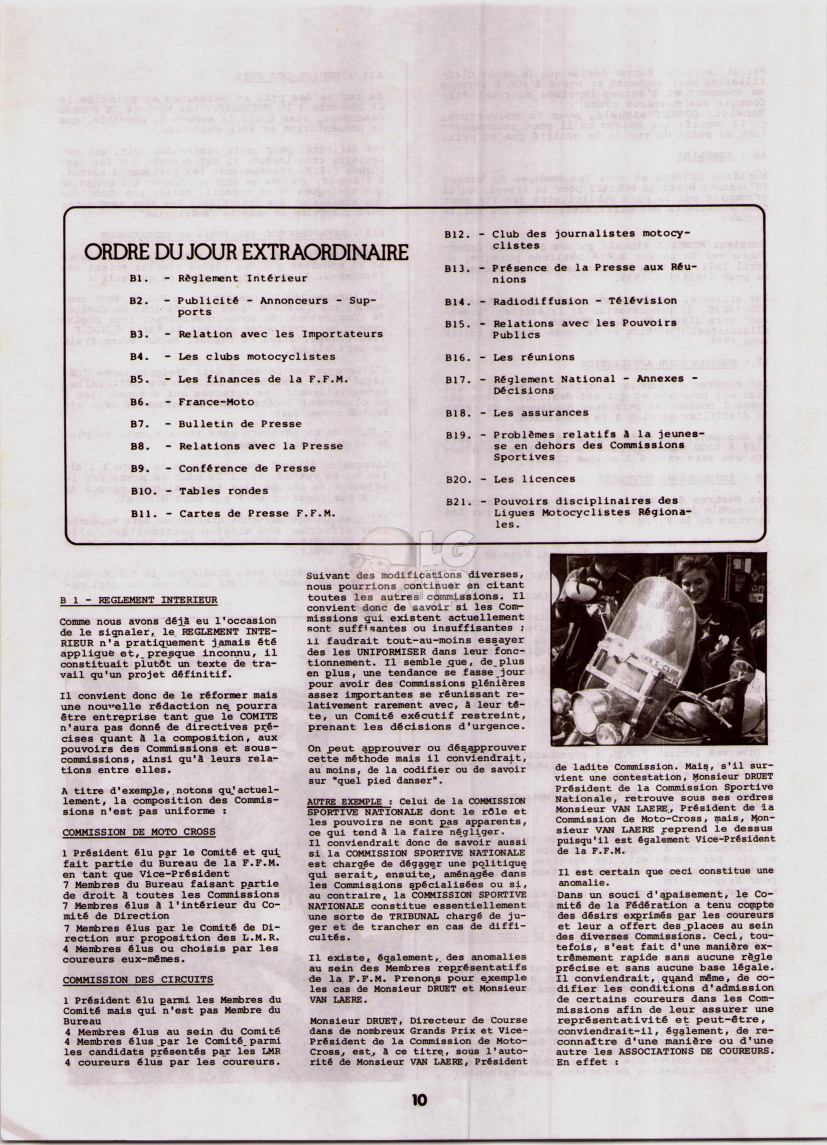 ORDRE DU JOUR EXTRAORDINAIRE
B1. - Règlement Intérieur
B2. - Publicité - Annonceurs - Sup-
ports
B3. - Relation avec les Importateurs
B4. - Les clubs motocyclistes
B5. - Les finances de la F.F.M.
B6. - France-Moto
B7. - Bulletin de Presse
B8. - Relations avec la Presse
B9. - Conférence de Presse
B10. - Tables rondes
B11. - Cartes de Presse F.F.M.
B12. - Club des journalistes motocy-
clistes
B13. - Présence de la Presse aux Réu-
nions
B14. - Radiodiffusion - Télévision
B15. - Relations avec les Pouvoirs
Publics
B16. - Les réunions
B17. - Réglement National - Annexes -
Décisions
B18. - Les assurances
B19. - Problèmes relatifs à la jeunes-
se en dehors des Commissions
Sportives
B20. - Les licences
B21. - Pouvoirs disciplinaires des
Ligues Motocyclistes Régiona-
les.
LG
B 1 - REGLEMENT INTERIEUR
Comme nous avons déjà eu l'occasion
de le signaler, le REGLEMENT INTE-
RIEUR n'a pratiquement jamais été
appliqué et, presque inconnu, il
constituait plutôt un texte de tra-
vail qu'un projet définitif.
Il convient donc de le réformer mais
une nouvelle rédaction ne pourra
être entreprise tant que le COMITE
n'aura pas donné de directives pré-
cises quant à la composition, aux
pouvoirs des Commissions et sous-
commissions, ainsi qu'à leurs rela-
tions entre elles.
A titre d'exemple, notons qu'actuel-
lement, la composition des Commis-
sions n'est pas uniforme :
COMMISSION DE MOTO CROSS
1 Président élu par le Comité et qui
fait partie du Bureau de la F.F.M.
en tant que Vice-Président
7 Membres du Bureau faisant partie
de droit à toutes les Commissions
7 Membres élus à l'intérieur du Co-
mité de Direction
7 Membres élus par le Comité de Di-
rection sur proposition des L.M.R.
4 Membres élus ou choisis par les
coureurs eux-mêmes.
COMMISSION DES CIRCUITS
1 Président élu parmi les Membres du
Comité mais qui n'est pas Membre du
Bureau
4 Membres élus au sein du Comité
4 Membres élus par le Comité parmi
les candidats présentés par les LMR
4 coureurs élus par les coureurs.
Suivant des modifications diverses,
nous pourrions continuer en citant
toutes les autres commissions. Il
convient donc de savoir si les Com-
missions qui existent actuellement
sont suffisantes ou insuffisantes ;
il faudrait tout-au-moins essayer
des les UNIFORMISER dans leur fonc-
tionnement. Il semble que, de plus
en plus, une tendance se fasse jour
pour avoir des Commissions plénières
assez importantes se réunissant re-
lativement rarement avec, à leur tê-
te, un Comité exécutif restreint,
prenant les décisions d'urgence.
On peut approuver ou désapprouver
cette méthode mais il conviendrait,
au moins, de la codifier ou de savoir
sur "quel pied danser".
AUTRE EXEMPLE : Celui de la COMMISSION
SPORTIVE NATIONALE dont le rôle et
les pouvoirs ne sont pas apparents,
ce qui tend à la faire négliger.
Il conviendrait donc de savoir aussi
si la COMMISSION SPORTIVE NATIONALE
est chargée de dégager une politique
qui serait, ensuite, aménagée dans
les Commissions spécialisées ou si,
au contraire, la COMMISSION SPORTIVE
NATIONALE constitue essentiellement
une sorte de TRIBUNAL chargé de ju-
ger et de trancher en cas de diffi-
cultés.
Il existe, également, des anomalies
au sein des Membres représentatifs
de la F.F.M. Prenons pour exemple
les cas de Monsieur DRUET et Monsieur
VAN LAERE.
Monsieur DRUET, Directeur de Course
dans de nombreux Grands Prix et Vice-
Président de la Commission de Moto-
Cross, est, à ce titre, sous l'auto-
rité de Monsieur VAN LAERE, Président
de ladite Commission. Mais, s'il sur-
vient une contestation, Monsieur DRUET
Président de la Commission Sportive
Nationale, retrouve sous ses ordres
Monsieur VAN LAERE, Président de la
Commission de Moto-Cross, mais, Mon-
sieur VAN LAERE reprend le dessus
puisqu'il est également Vice-Président
de la F.F.M.
Il est certain que ceci constitue une
anomalie.
Dans un souci d'apaisement, le Co-
mité de la Fédération a tenu compte
des désirs exprimés par les coureurs
et leur a offert des places au sein
des diverses Commissions. Ceci, tou-
tefois, s'est fait d'une manière ex-
trêmement rapide sans aucune règle
précise et sans aucune base légale.
Il conviendrait, quand même, de co-
difier les conditions d'admission
de certains coureurs dans les Com-
missions afin de leur assurer une
représentativité et peut-être,
conviendrait-il, également, de re-
connaître d'une manière ou d'une
autre les ASSOCIATIONS DE COUREURS.
En effet :
10